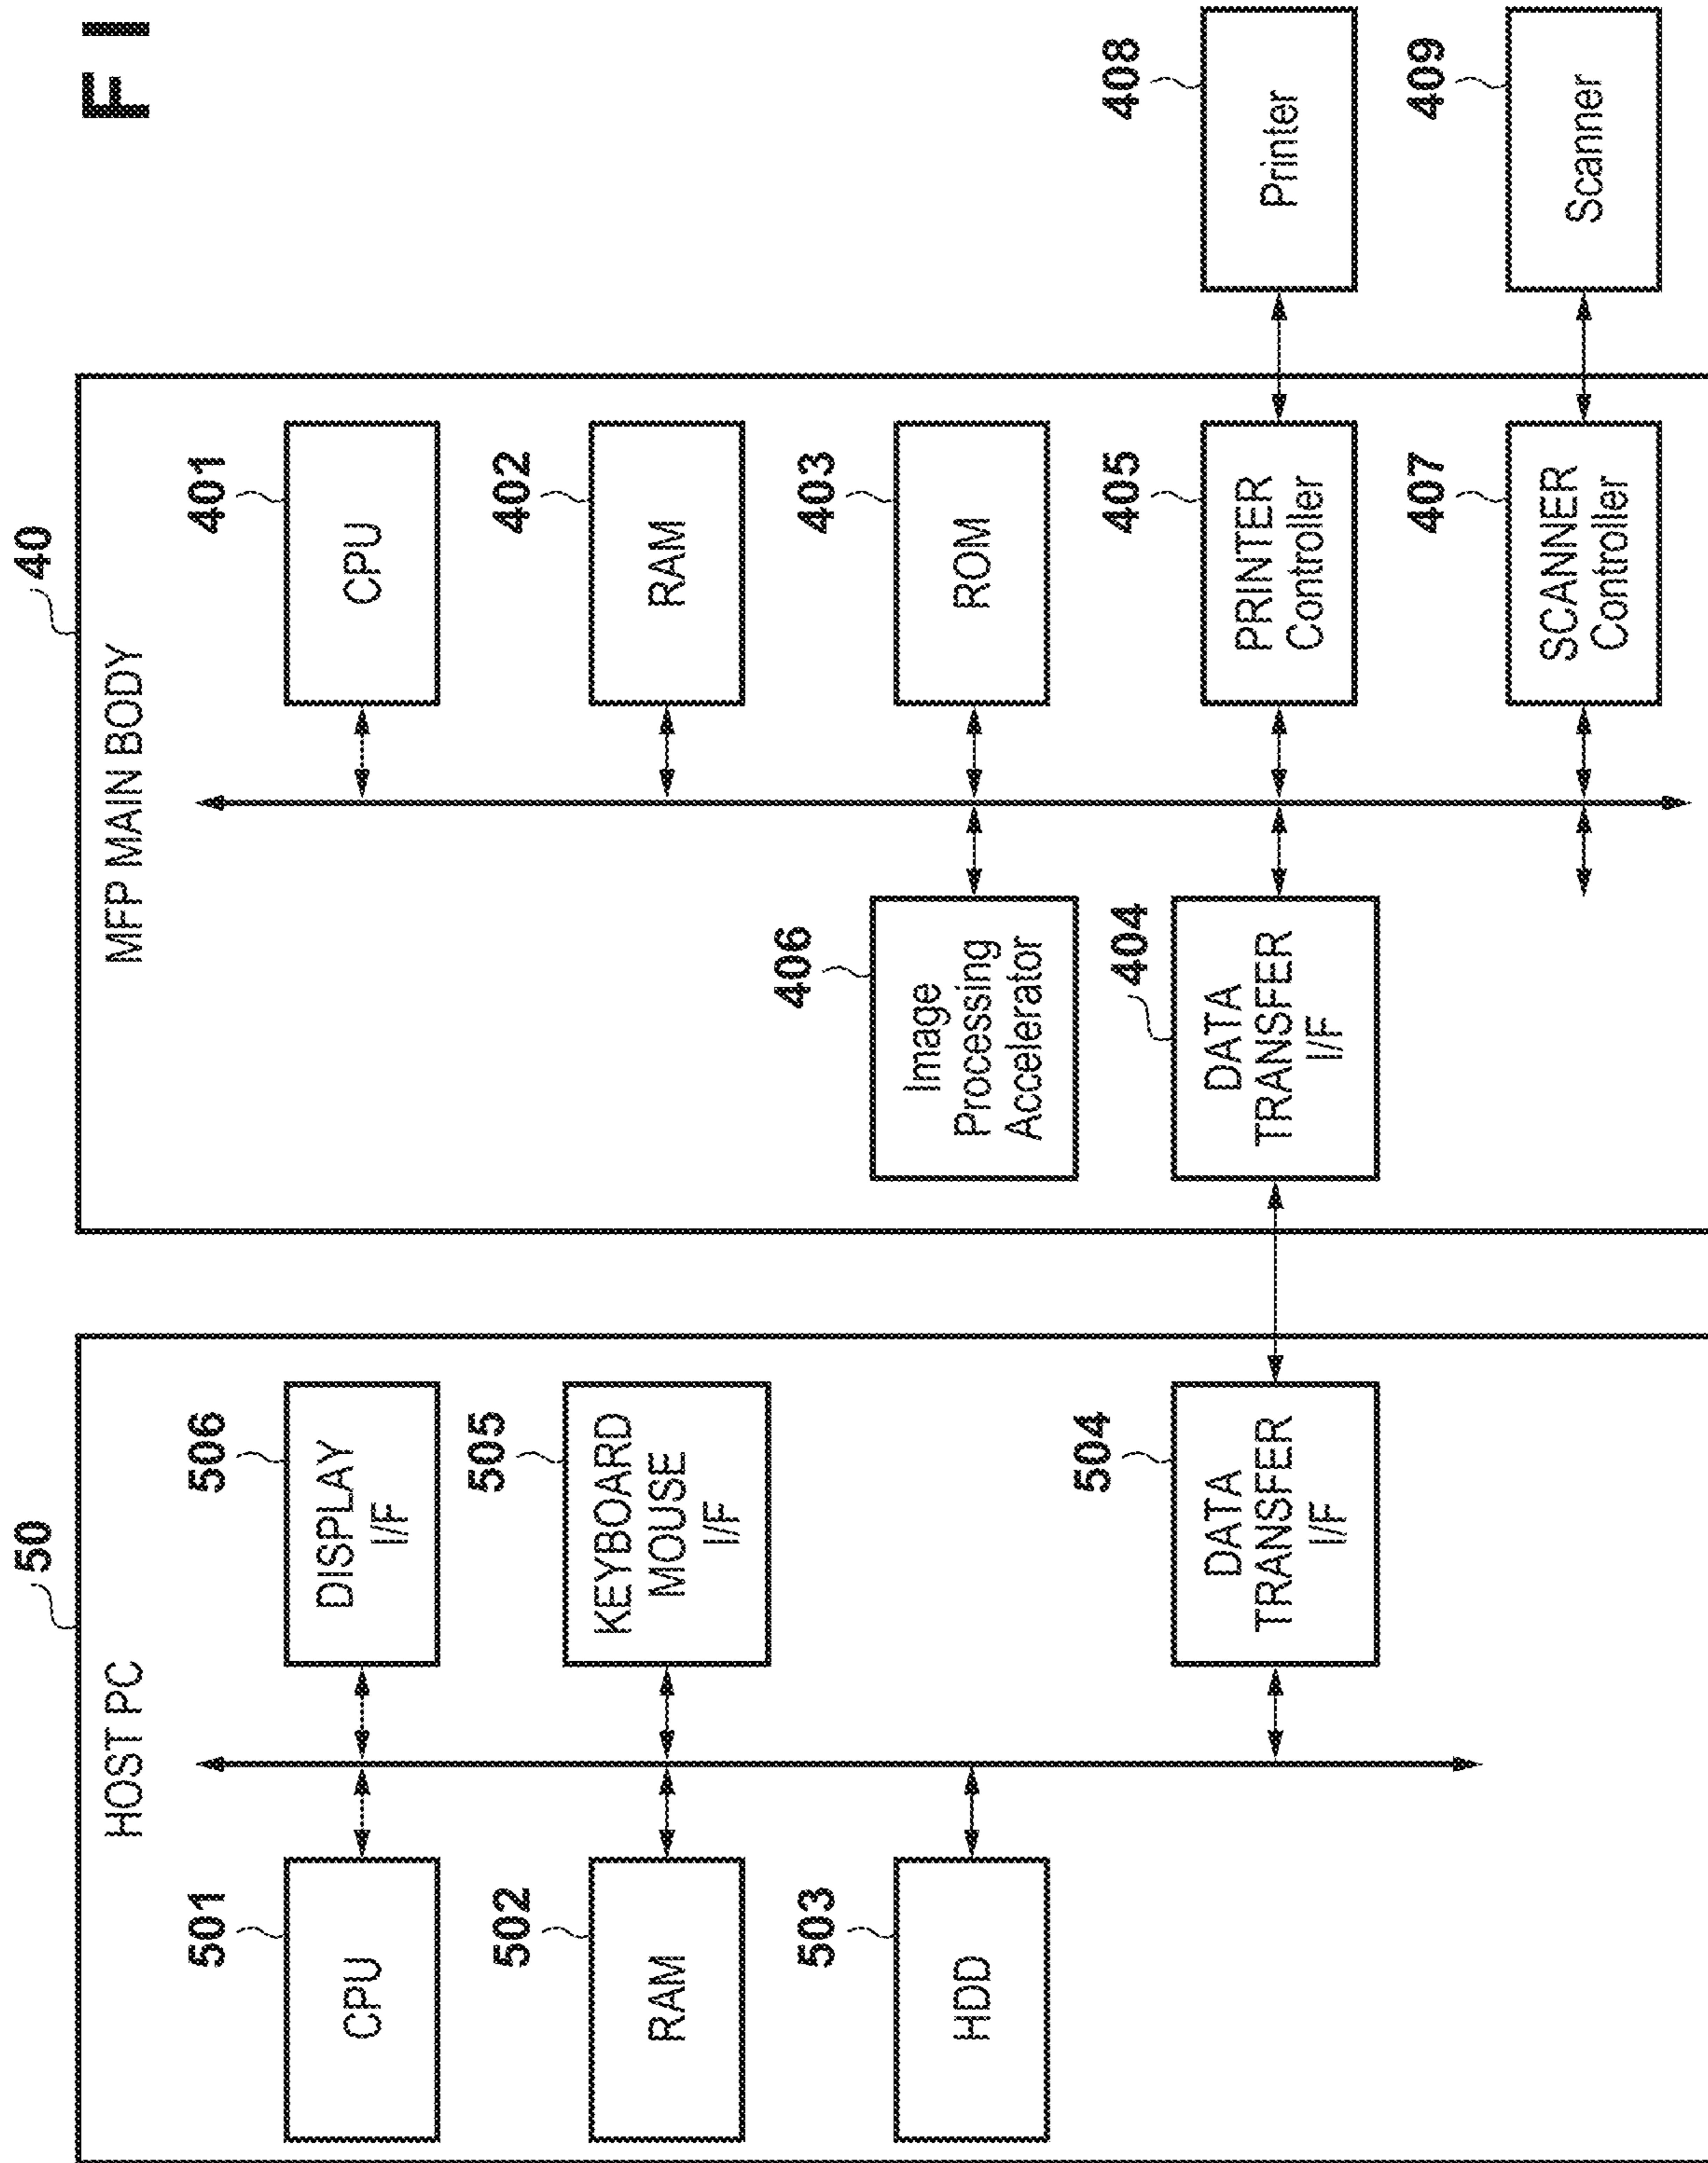 F I
50
HOST PC
501
CPU
506
DISPLAY
I/F
502
RAM
505
KEYBOARD
MOUSE
I/F
503
HDD
504
DATA
TRANSFER
I/F
40
MFP MAIN BODY
401
CPU
402
RAM
406
Image
Processing
Accelerator
403
ROM
404
DATA
TRANSFER
I/F
405
PRINTER
Controller
407
SCANNER
Controller
408
Printer
409
Scanner